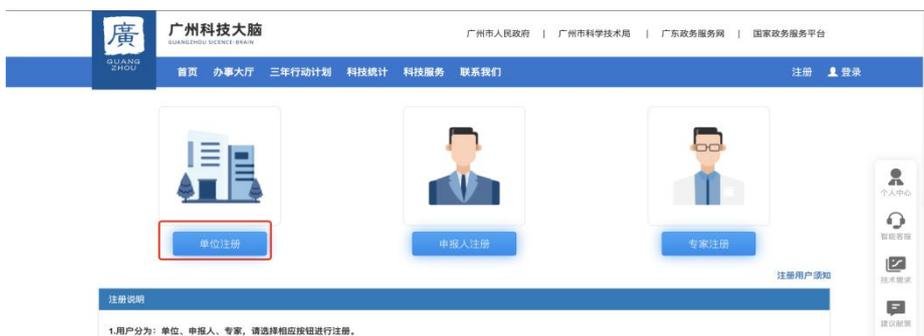 廣
GUANG
ZHOU
广州科技大脑
GUANGZHOU SICENCE BRAIN
广州市人民政府 | 广州市科学技术局 | 广东政务服务网 | 国家政务服务平台
首页 办事大厅 三年行动计划 科技统计 科技服务 联系我们 注册 登录
单位注册 申报人注册 专家注册
个人中心
智能客服
技术需求
建议献策
注册用户须知
注册说明
1.用户分为：单位、申报人、专家，请选择相应按钮进行注册。